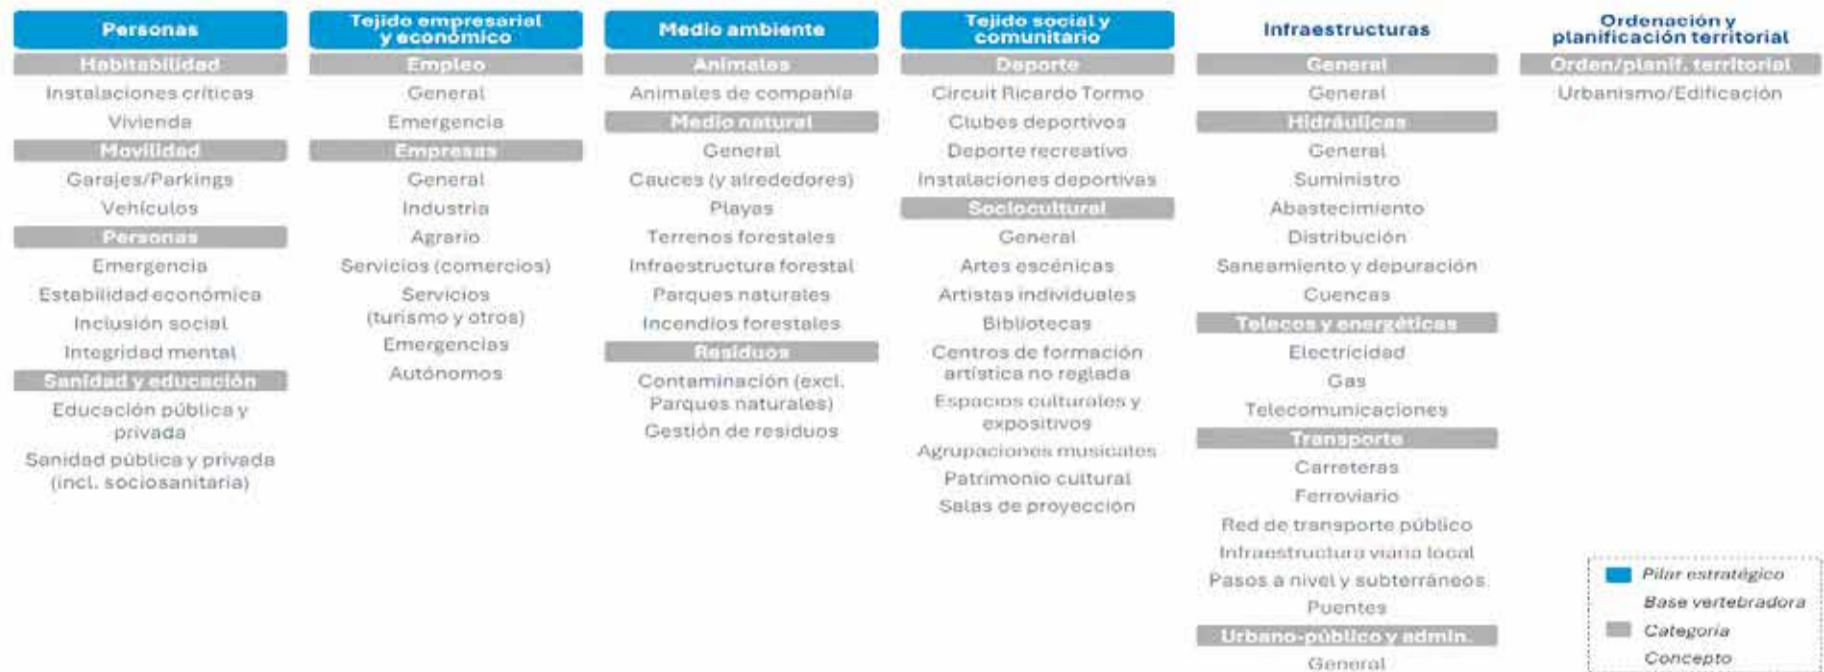 Personas
Habitabilidad
Instalaciones críticas
Vivienda
Movilidad
Garajes/Parkings
Vehículos
Personas
Emergencia
Estabilidad económica
Inclusión social
Integridad mental
Sanidad y educación
Educación pública y
privada
Sanidad pública y privada
(incl. sociosanitaria)
Tejido empresarial
y económico
Empleo
General
Emergencia
Empresas
General
Industria
Agrario
Servicios (comercios)
Servicios
(turismo y otros)
Emergencias
Autónomos
Medio ambiente
Animales
Animales de compañía
Medio natural
General
Cauces (y alrededores)
Playas
Terrenos forestales
Infraestructura forestal
Parques naturales
Incendios forestales
Residuos
Contaminación (excl.
Parques naturales)
Gestión de residuos
Tejido social y
comunitario
Deporte
Circuit Ricardo Tormo
Clubes deportivos
Deporte recreativo
Instalaciones deportivas
Sociocultural
General
Artes escénicas
Artistas individuales
Bibliotecas
Centros de formación
artística no reglada
Espacios culturales y
expositivos
Agrupaciones musicales
Patrimonio cultural
Salas de proyección
Infraestructuras
General
General
Hidráulicas
General
Suministro
Abastecimiento
Distribución
Saneamiento y depuración
Cuencas
Telecos y energéticas
Electricidad
Gas
Telecomunicaciones
Transporte
Carreteras
Ferroviario
Red de transporte público
Infraestructura viaria local
Pasos a nivel y subterráneos
Puentes
Urbano-público y admin.
General
Ordenación y
planificación territorial
Orden/planif. territorial
Urbanismo/Edificación
Pilar estratégico
Base vertebradora
Categoría
Concepto